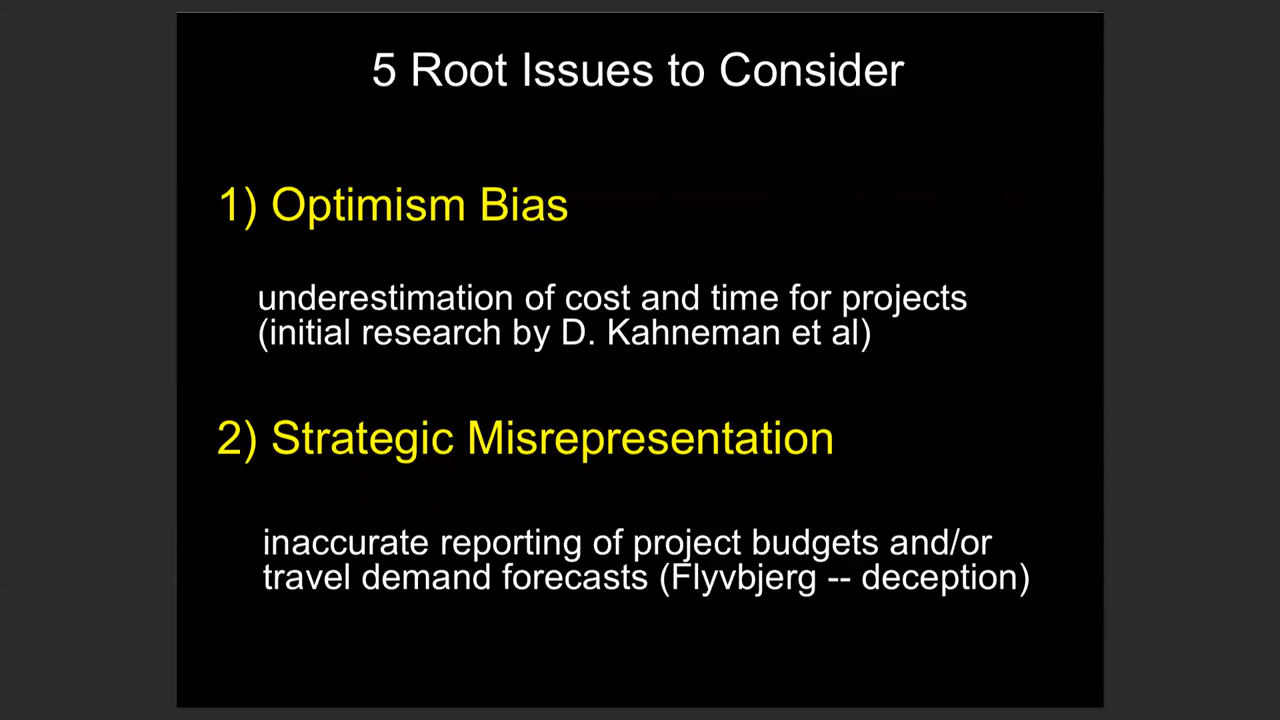 5 Root Issues to Consider
1) Optimism Bias
underestimation of cost and time for projects
(initial research by D. Kahneman et al)
2) Strategic Misrepresentation
inaccurate reporting of project budgets and/or
travel demand forecasts (Flyvbjerg -- deception)